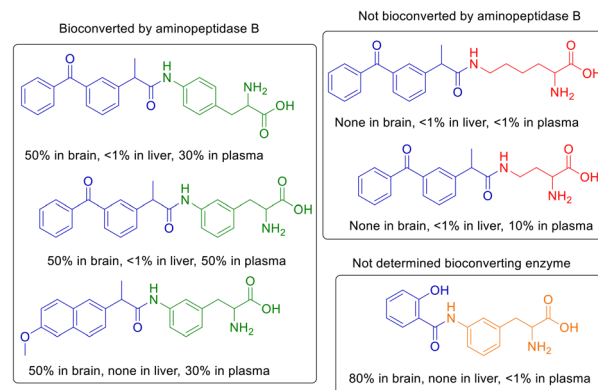 Bioconverted by aminopeptidase B
O
H
N
O
NH2
OH
O
50% in brain, <1% in liver, 30% in plasma
O
O
H
N
O
NH2
OH
50% in brain, <1% in liver, 50% in plasma
O
O
H
N
O
NH2
OH
50% in brain, none in liver, 30% in plasma
Not bioconverted by aminopeptidase B
O
H
N
O
O
OH
NH2
None in brain, <1% in liver, <1% in plasma
O
H
N
O
O
OH
NH2
None in brain, <1% in liver, 10% in plasma
Not determined bioconverting enzyme
OH
H
N
O
O
OH
NH2
80% in brain, none in liver, <1% in plasma